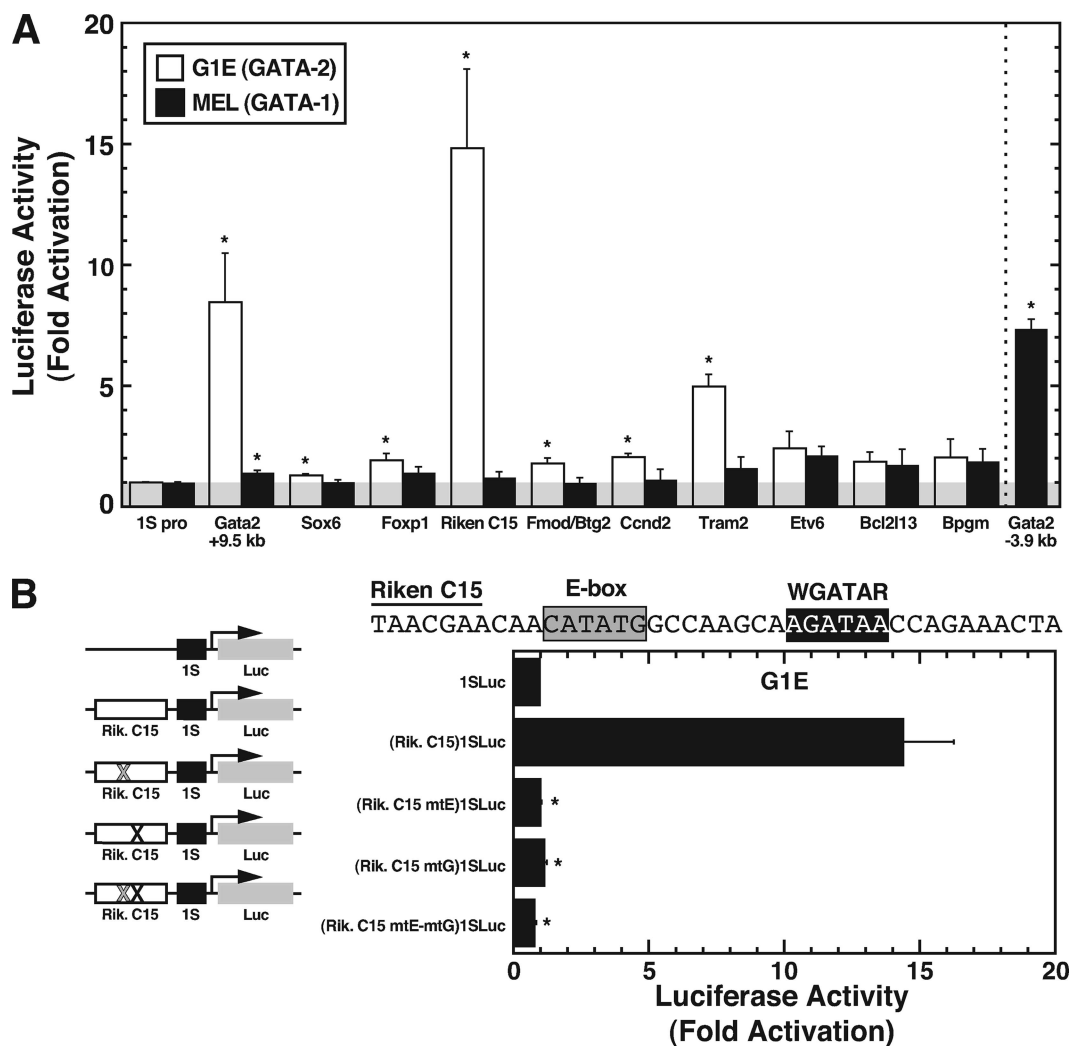 A
20
15
10
5
0
Luciferase Activity
(Fold Activation)
G1E (GATA-2)
MEL (GATA-1)
*
*
*
*
*
*
*
*
*
1S pro
Gata2
+9.5 kb
Sox6
Foxp1
Riken C15
Fmod/Btg2
Ccnd2
Tram2
Etv6
Bcl2l13
Bpgm
Gata2
-3.9 kb
B
Riken C15
E-box
WGATAR
TAACGAACAACATATGGCCAAGCAAGATAACCAGAAACTA
1S Luc
Rik. C15 1S Luc
Rik. C15 1S Luc
Rik. C15 1S Luc
Rik. C15 1S Luc
G1E
1SLuc
(Rik. C15)1SLuc
(Rik. C15 mtE)1SLuc *
(Rik. C15 mtG)1SLuc *
(Rik. C15 mtE-mtG)1SLuc *
0 5 10 15 20
Luciferase Activity
(Fold Activation)